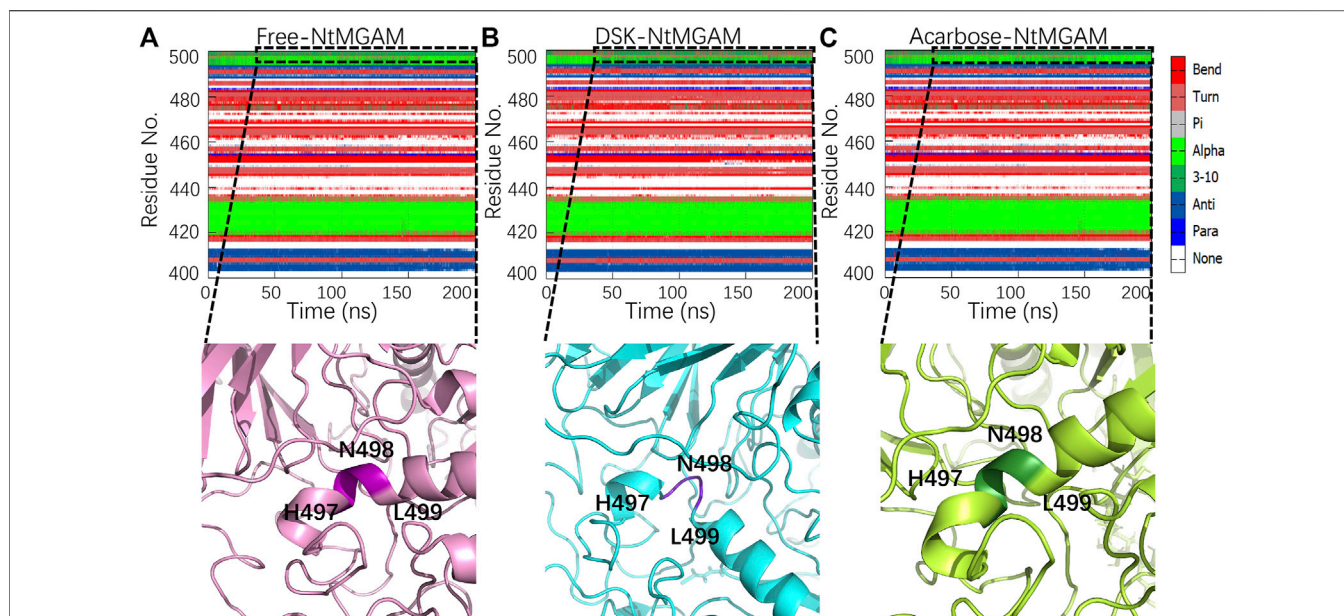 A Free-NtMGAM
B DSK-NtMGAM
C Acarbose-NtMGAM
Residue No.
500
480
460
440
420
400
0 50 100 150 200
Time (ns)
Residue No.
500
480
460
440
420
400
0 50 100 150 200
Time (ns)
Residue No.
500
480
460
440
420
400
0 50 100 150 200
Time (ns)
Bend
Turn
Pi
Alpha
3-10
Anti
Para
None
N498
H497
L499
N498
H497
L499
N498
H497
L499